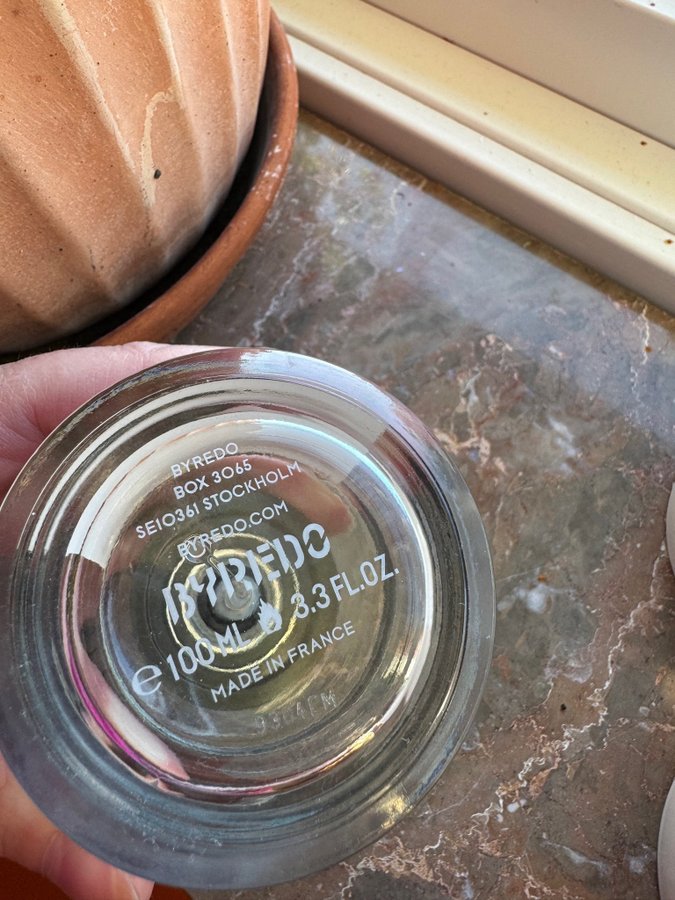 BYREDO
BOX 3065
SE10361 STOCKHOLM
BYREDO.COM
BYREDO
℮ 100 ML 3.3 FL.OZ.
MADE IN FRANCE